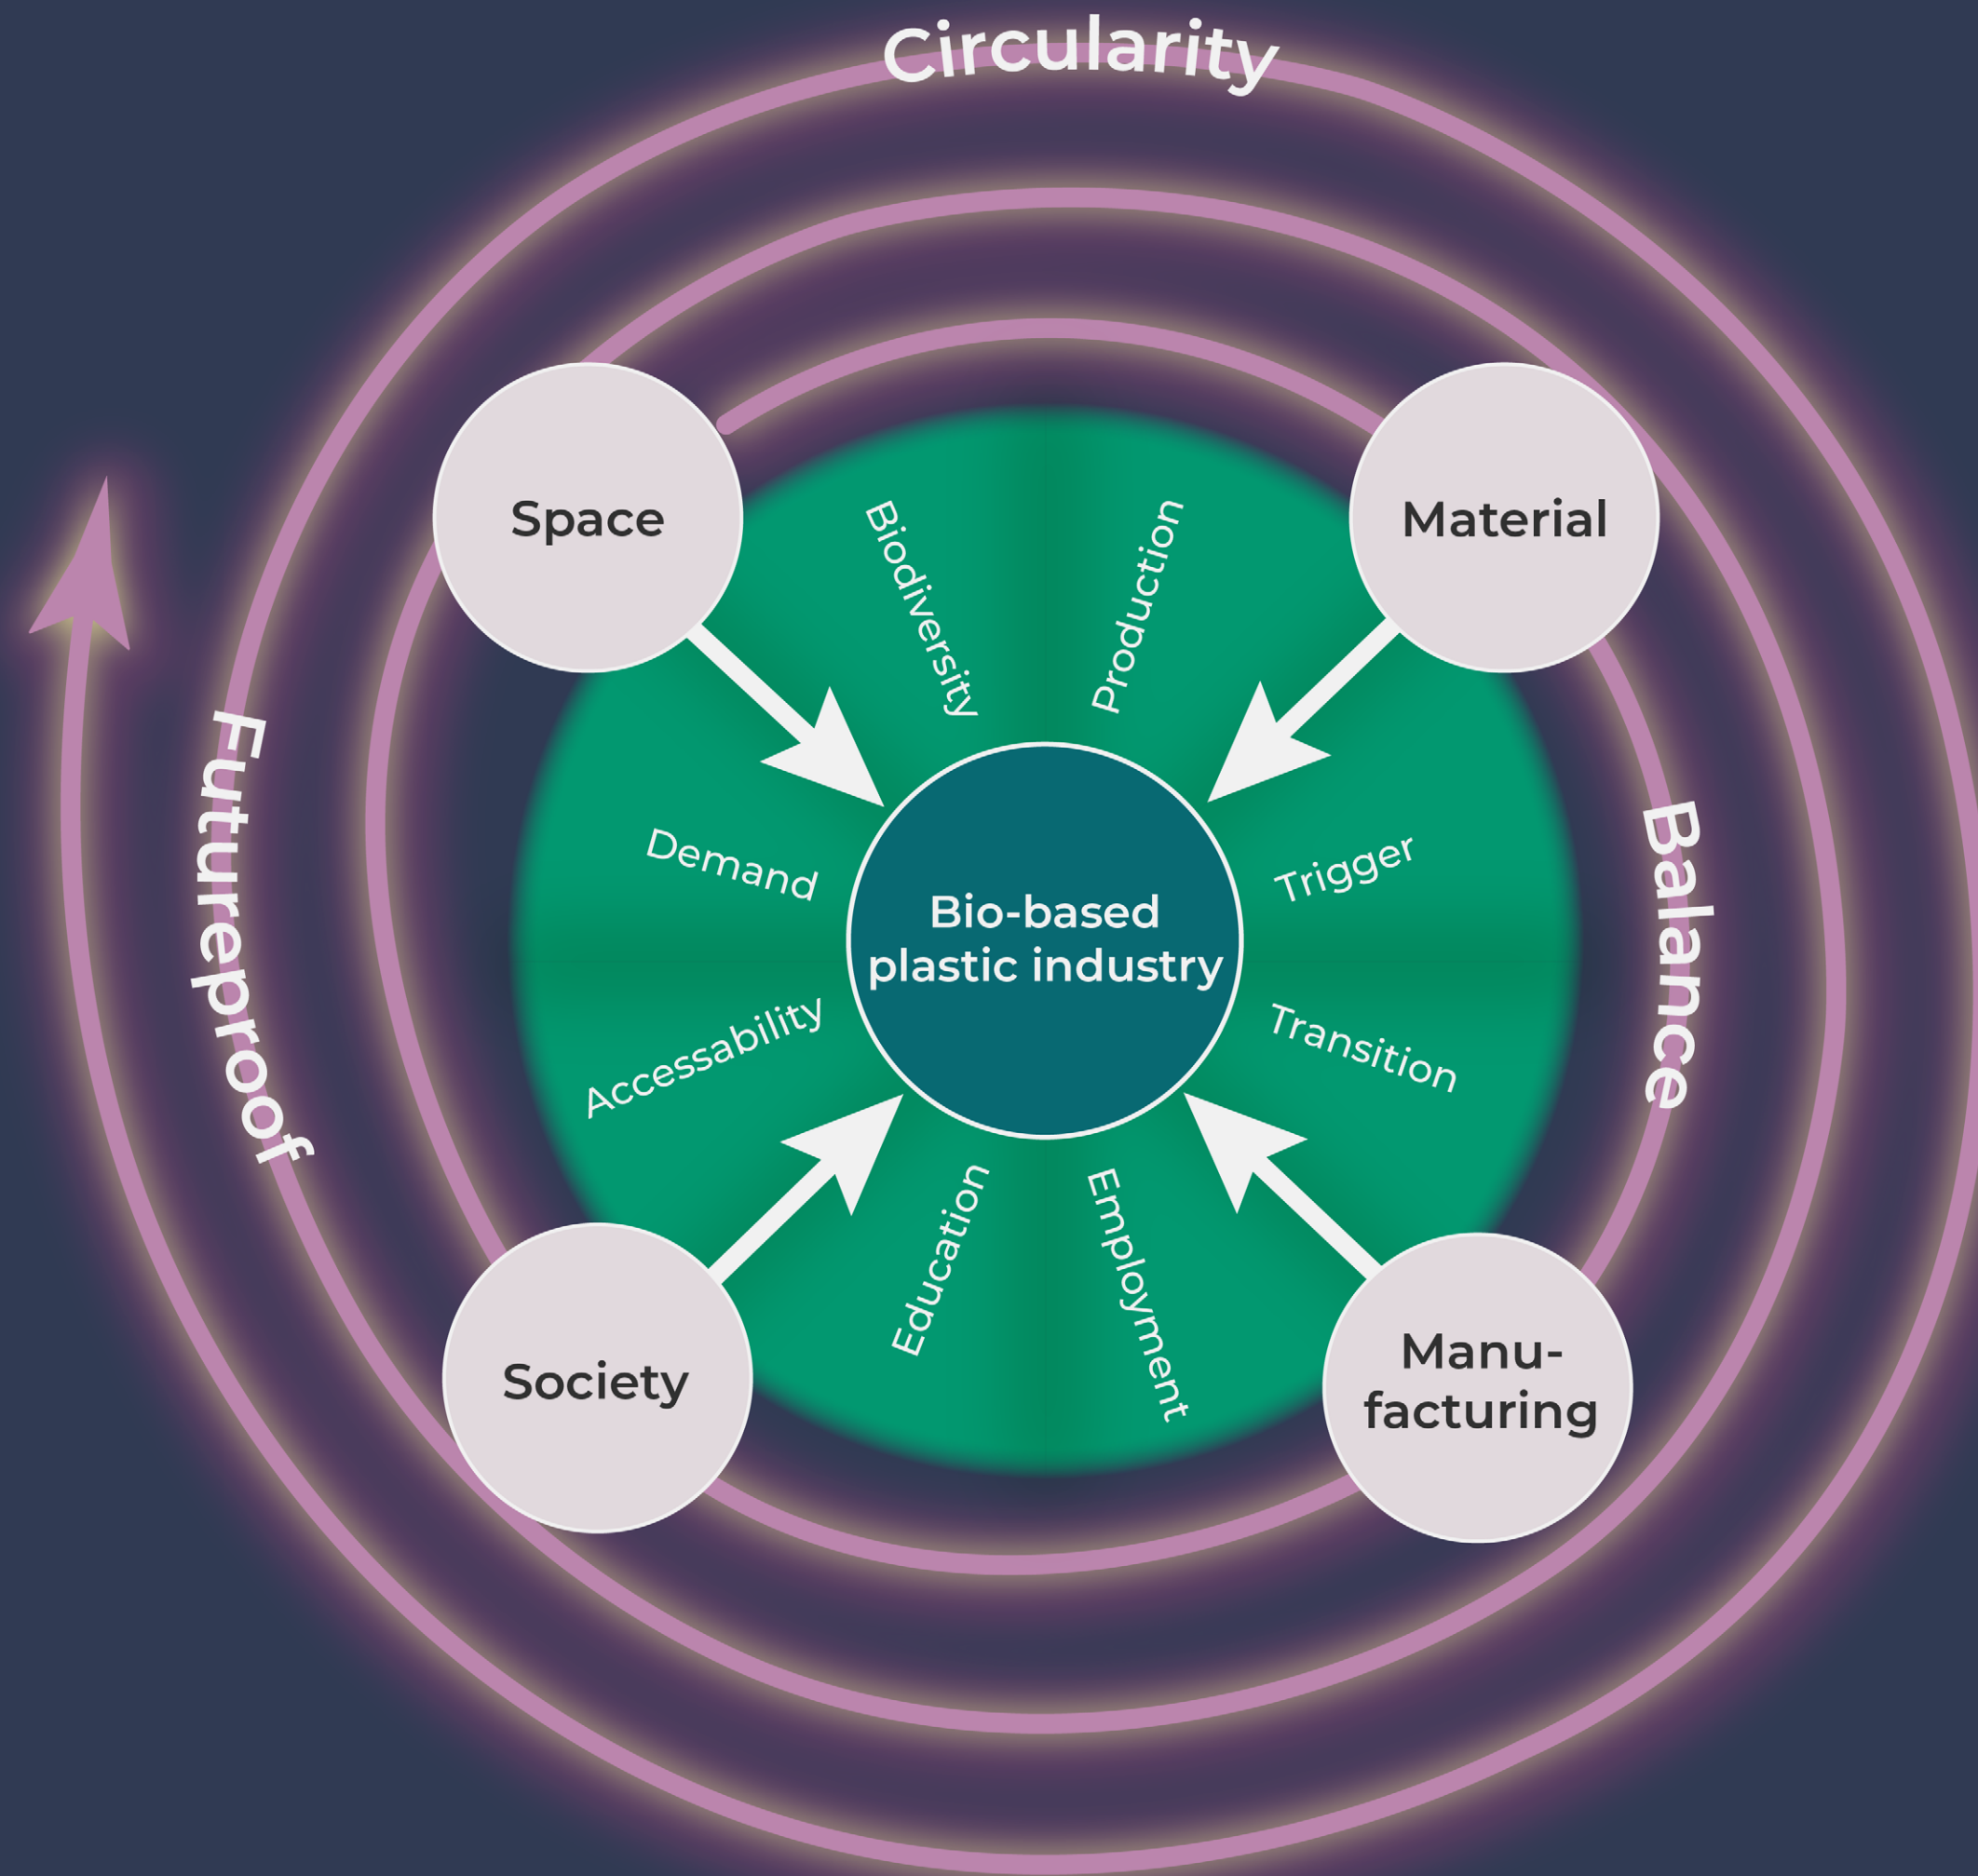 Circularity
Space
Material
Biodiversity
Production
Futureproof
Demand
Trigger
Balance
Bio-based
plastic industry
Accessability
Transition
Education
Employment
Society
Manu-
facturing